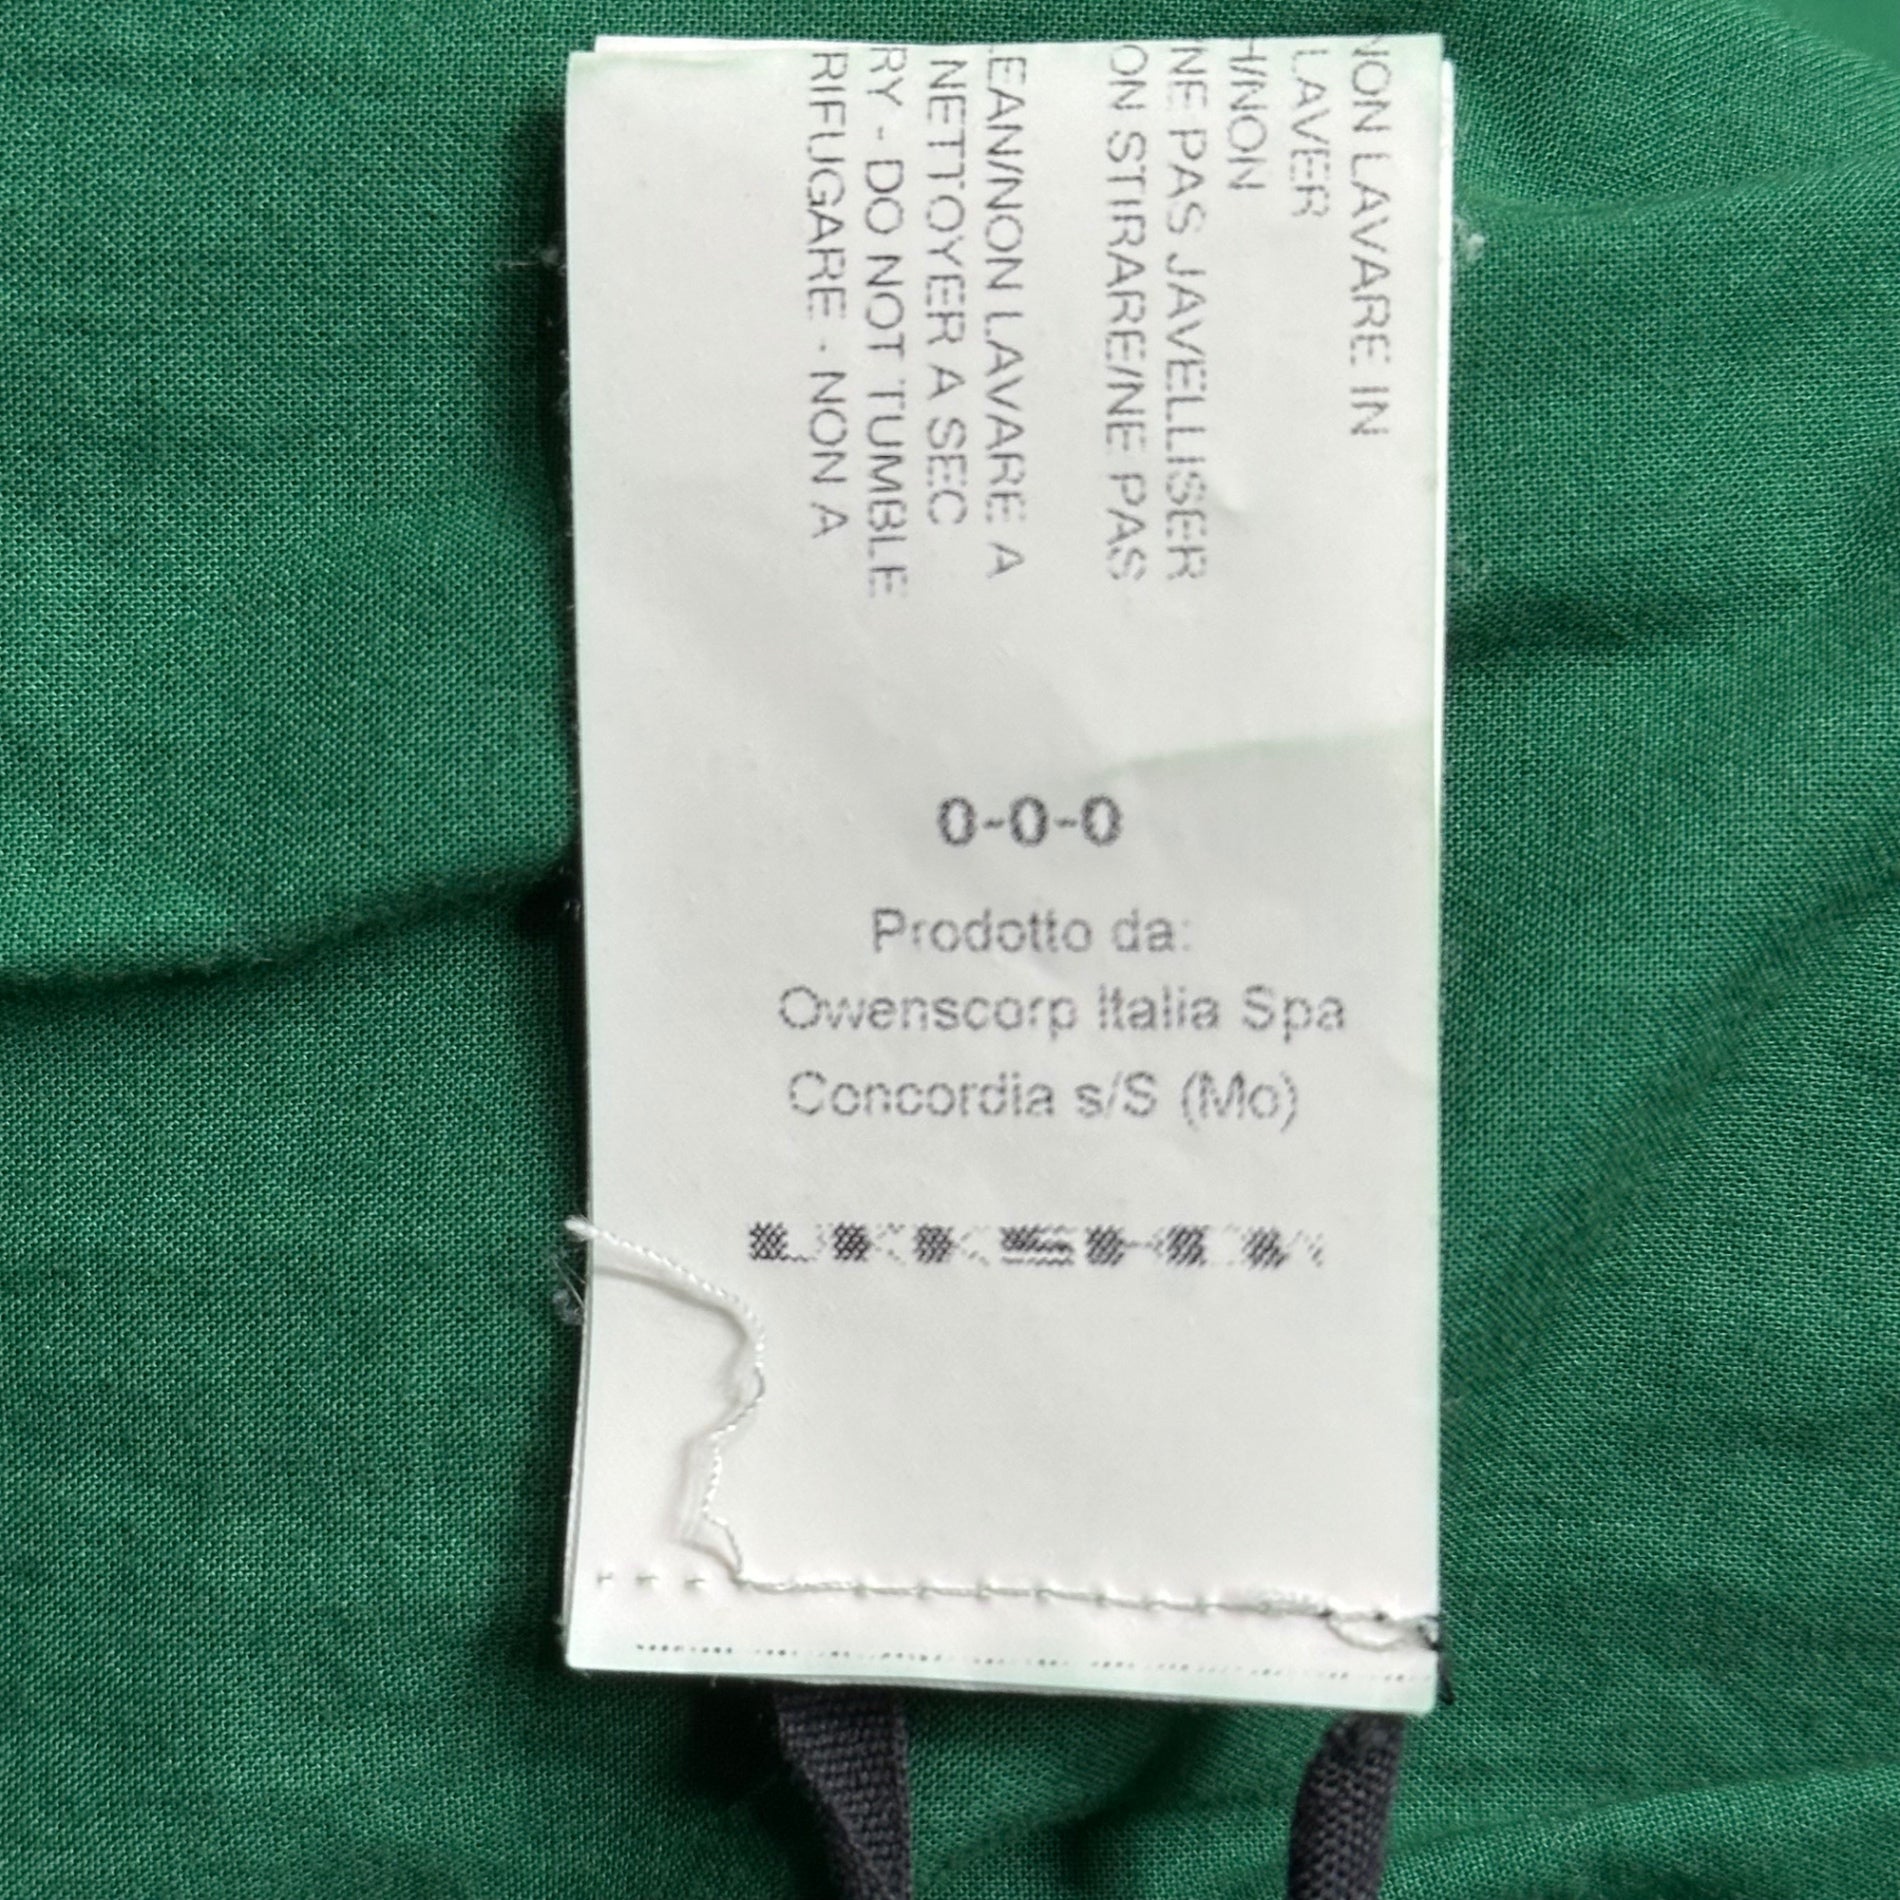 NON LAVARE IN
LAVER
H/NON
NE PAS JAVELLISER
ON STIRARE/NE PAS
EAN/NON LAVARE A
NETTOYER A SEC
RY - DO NOT TUMBLE
RIFUGARE - NON A
0-0-0
Prodotto da:
Owenscorp Italia Spa
Concordia s/S (Mo)